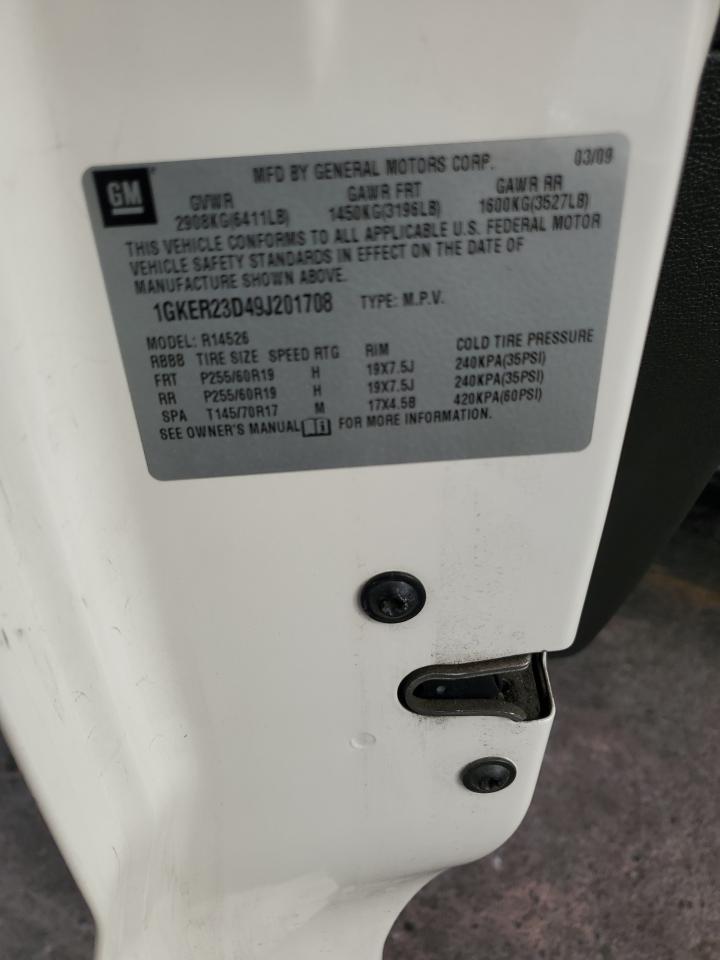 GM
MFD BY GENERAL MOTORS CORP. 03/09
GVWR GAWR FRT GAWR RR
2908KG(6411LB) 1450KG(3196LB) 1600KG(3527LB)
THIS VEHICLE CONFORMS TO ALL APPLICABLE U.S. FEDERAL MOTOR
VEHICLE SAFETY STANDARDS IN EFFECT ON THE DATE OF
MANUFACTURE SHOWN ABOVE.
1GKER23D49J201708 TYPE: M.P.V.
MODEL: R14526
RBBB TIRE SIZE SPEED RTG RIM COLD TIRE PRESSURE
FRT P255/60R19 H 19X7.5J 240KPA(35PSI)
RR P255/60R19 H 19X7.5J 240KPA(35PSI)
SPA T145/70R17 M 17X4.5B 420KPA(60PSI)
SEE OWNER'S MANUAL FOR MORE INFORMATION.